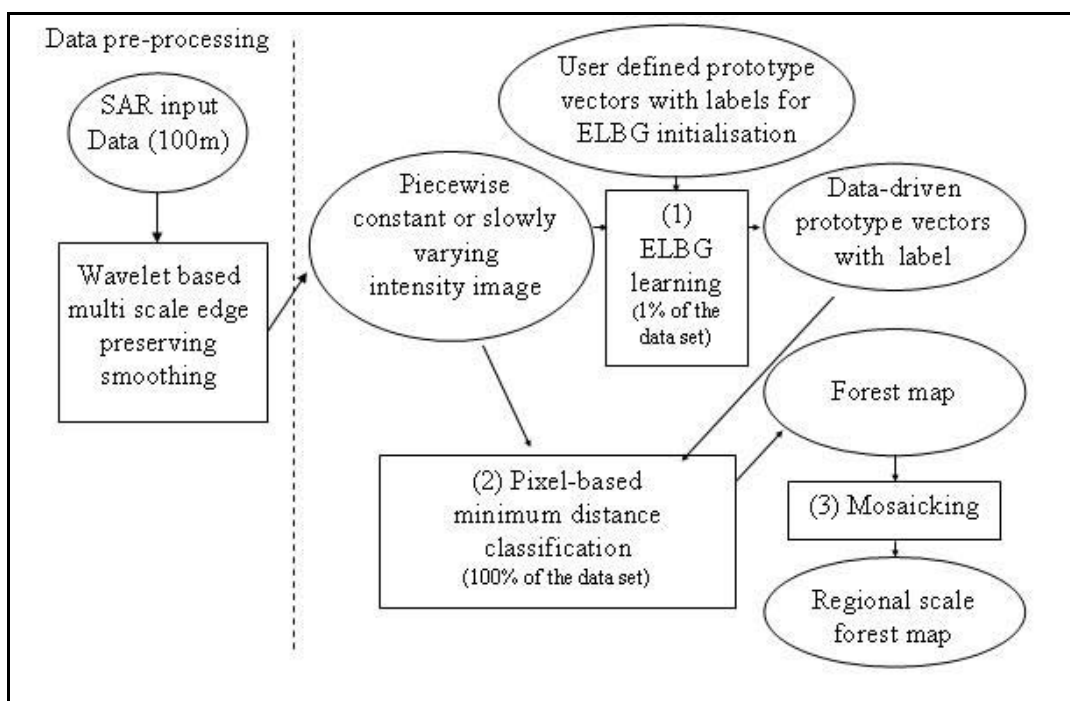 Data pre-processing
SAR input
Data (100m)
Wavelet based
multi scale edge
preserving
smoothing
User defined prototype
vectors with labels for
ELBG initialisation
Piecewise
constant or slowly
varying
intensity image
(1)
ELBG
learning
(1% of the
data set)
Data-driven
prototype vectors
with label
(2) Pixel-based
minimum distance
classification
(100% of the data set)
Forest map
(3) Mosaicking
Regional scale
forest map